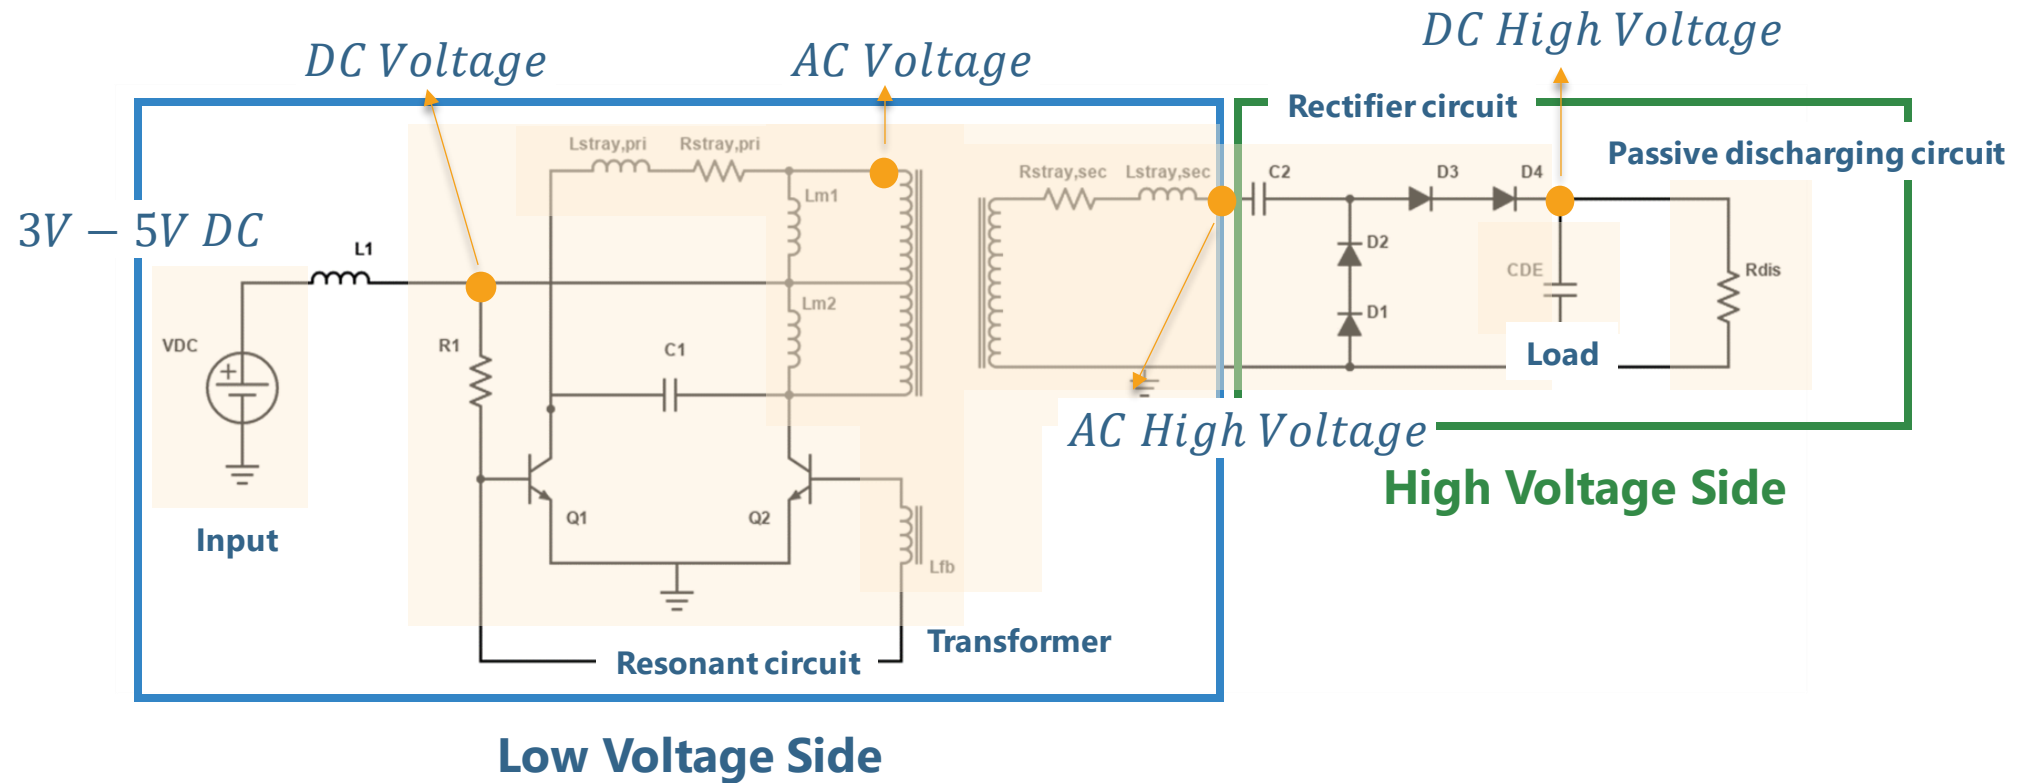 DC High Voltage
DC Voltage
AC Voltage
Rectifier circuit
Passive discharging circuit
Lstray,pri
Rstray,pri
Rstray,sec
Lstray,sec
C2
D3
D4
Lm1
3V − 5V DC
L1
D2
CDE
Rdis
Lm2
D1
VDC
R1
C1
Load
AC High Voltage
High Voltage Side
Q1
Q2
Input
Lfb
Transformer
Resonant circuit
Low Voltage Side